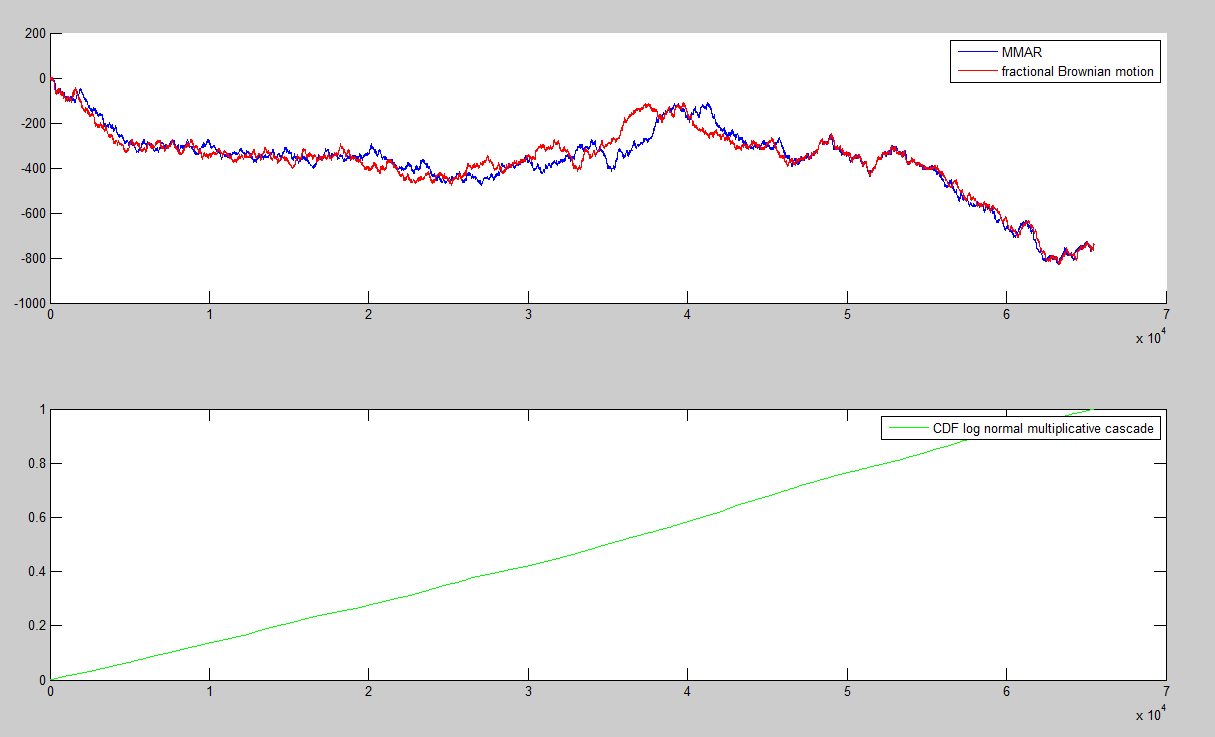 200
0
-200
-400
-600
-800
-1000
MMAR
fractional Brownian motion
0 1 2 3 4 5 6 7
x 10^4
1
0.8
0.6
0.4
0.2
0
CDF log normal multiplicative cascade
0 1 2 3 4 5 6 7
x 10^4